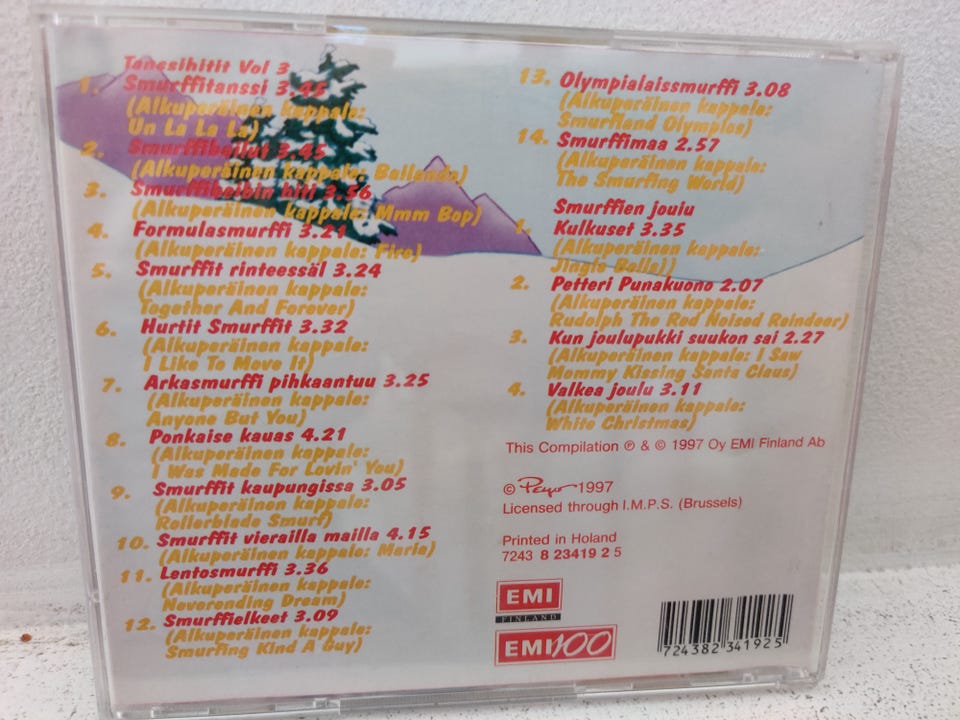 Tanssihitit Vol 3
1. Smurffitanssi 3.45
(Alkuperäinen kappale:
Un La La La)
2. Smurffibailut 3.45
(Alkuperäinen kappale: Bailando)
3. Smurffibeibin bili 3.56
(Alkuperäinen kappale: Mmm Bop)
4. Formulasmurffi 3.21
(Alkuperäinen kappale: Fire)
5. Smurffit rinteessäl 3.24
(Alkuperäinen kappale:
Together And Forever)
6. Hurtit Smurffit 3.32
(Alkuperäinen kappale:
I Like To Move It)
7. Arkasmurffi pihkaantuu 3.25
(Alkuperäinen kappale:
Anyone But You)
8. Ponkaise kauas 4.21
(Alkuperäinen kappale:
I Was Made For Lovin' You)
9. Smurffit kaupungissa 3.05
(Alkuperäinen kappale:
Rollerblade Smurf)
10. Smurffit vierailla mailla 4.15
(Alkuperäinen kappale: Maria)
11. Lentosmurffi 3.36
(Alkuperäinen kappale:
Neverending Dream)
12. Smurffielkeet 3.09
(Alkuperäinen kappale:
Smurfing Kind A Guy)
13. Olympialaissmurffi 3.08
(Alkuperäinen kappale:
Smurfland Olympics)
14. Smurffimaa 2.57
(Alkuperäinen kappale:
The Smurfing World)
Smurffien joulu
1. Kulkuset 3.35
(Alkuperäinen kappale:
Jingle Bells))
2. Petteri Punakuono 2.07
(Alkuperäinen kappale:
Rudolph The Red Noised Reindeer)
3. Kun joulupukki suukon sai 2.27
(Alkuperäinen kappale: I Saw
Mommy Kissing Santa Claus)
4. Valkea joulu 3.11
(Alkuperäinen kappale:
White Christmas)
This Compilation ℗ & © 1997 Oy EMI Finland Ab
© Peyo 1997
Licensed through I.M.P.S. (Brussels)
Printed in Holand
7243 8 23419 2 5
EMI
FINLAND
EMI100
724382 341925